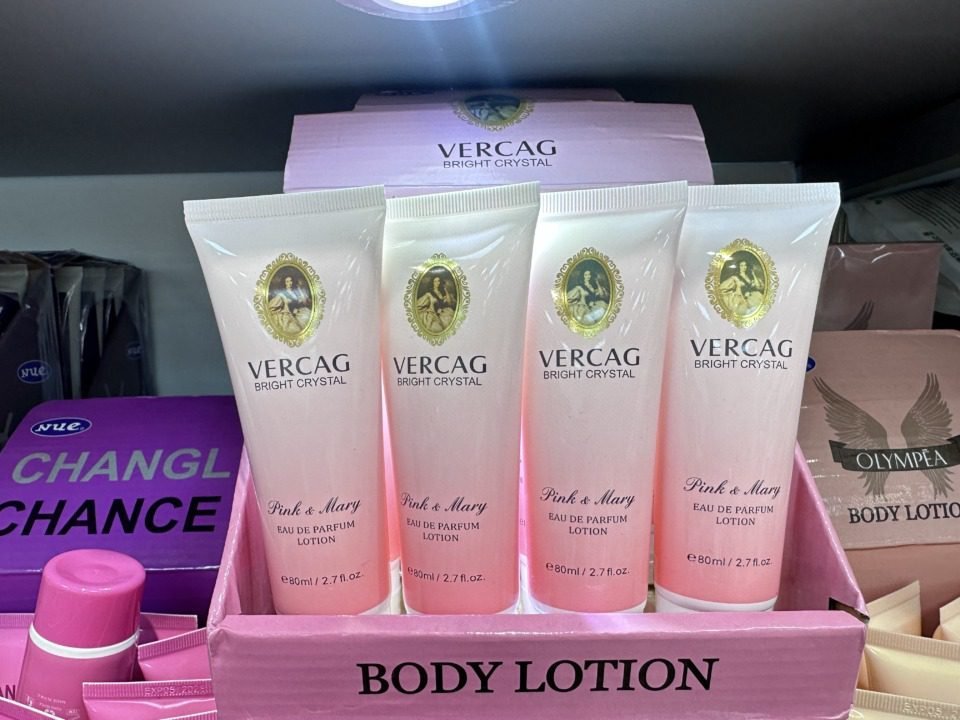 VERCAG
BRIGHT CRYSTAL
VERCAG
BRIGHT CRYSTAL
Pink & Mary
EAU DE PARFUM
LOTION
e80ml / 2.7fl.oz.
VERCAG
BRIGHT CRYSTAL
Pink & Mary
EAU DE PARFUM
LOTION
e80ml / 2.7fl.oz.
VERCAG
BRIGHT CRYSTAL
Pink & Mary
EAU DE PARFUM
LOTION
e80ml / 2.7fl.oz.
VERCAG
BRIGHT CRYSTAL
Pink & Mary
EAU DE PARFUM
LOTION
e80ml / 2.7fl.oz.
BODY LOTION
NUE
NUE
CHANGL
CHANCE
OLYMPĒA
BODY LOTIO